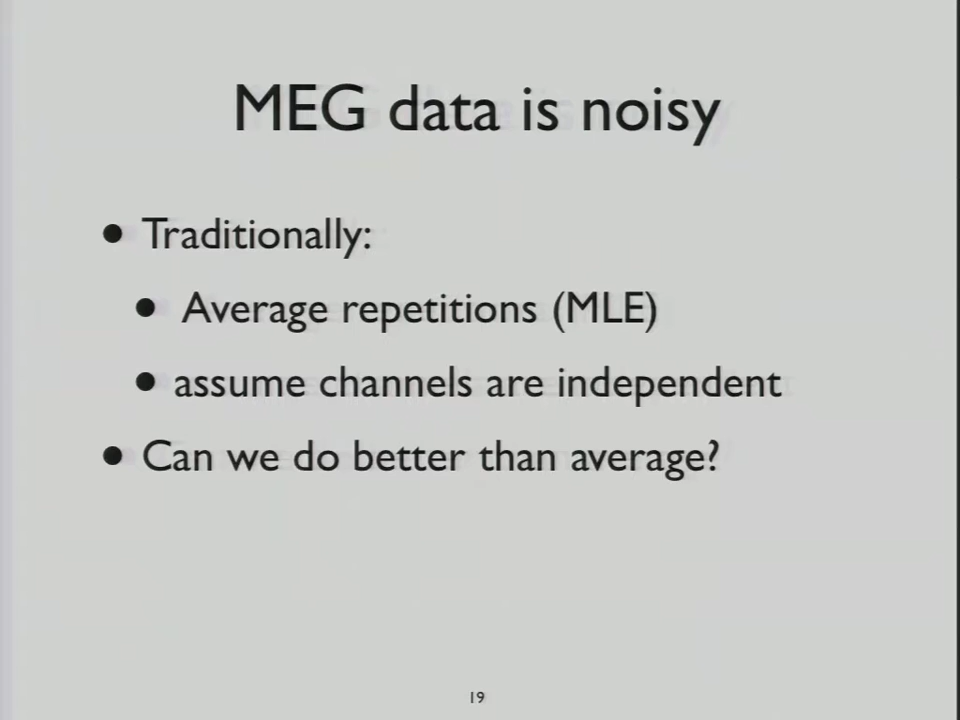 MEG data is noisy
• Traditionally:
• Average repetitions (MLE)
• assume channels are independent
• Can we do better than average?
19